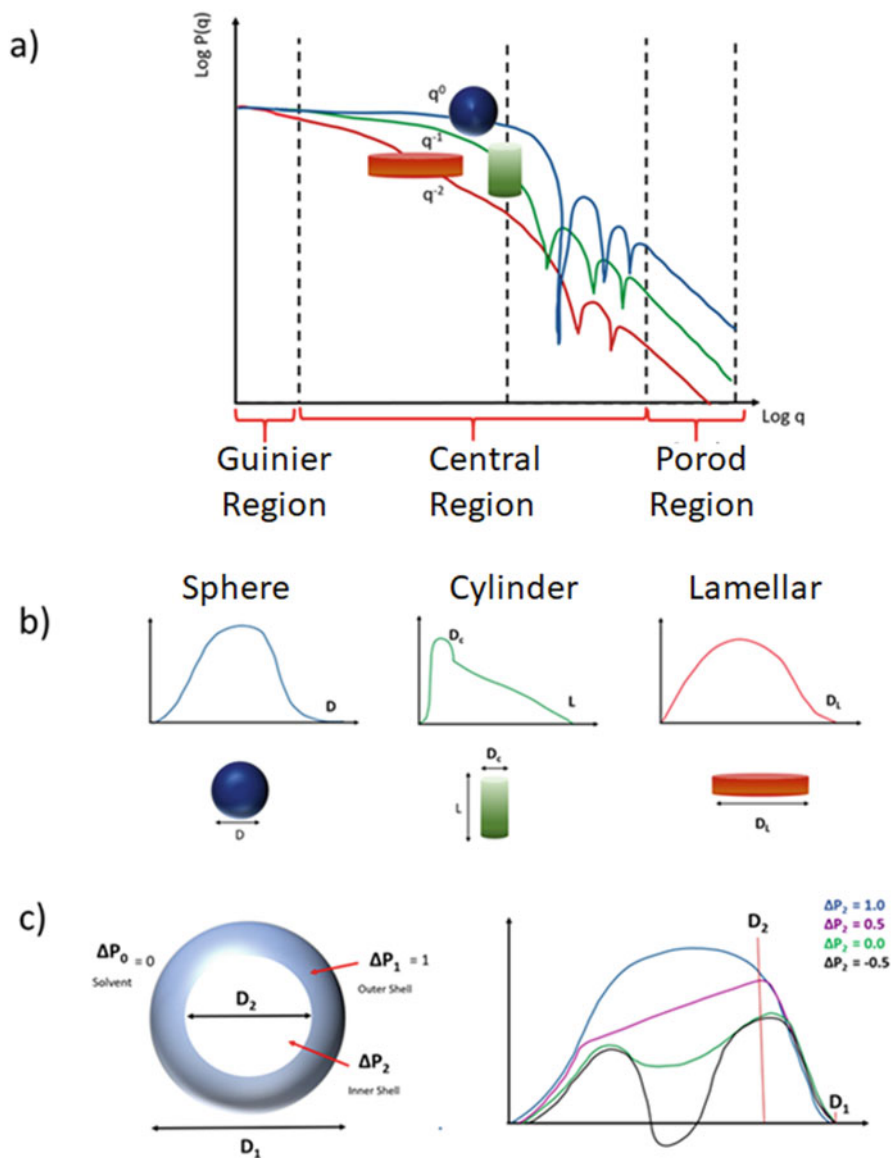 a)
Log P(q)
q⁰
q⁻¹
q⁻²
Log q
Guinier
Region
Central
Region
Porod
Region
b)
Sphere
Cylinder
Lamellar
D
D
Dc
L
Dc
L
DL
DL
c)
ΔP₀ = 0
Solvent
ΔP₁ = 1
Outer Shell
D₂
ΔP₂
Inner Shell
D₁
ΔP₂ = 1.0
ΔP₂ = 0.5
ΔP₂ = 0.0
ΔP₂ = -0.5
D₂
D₁